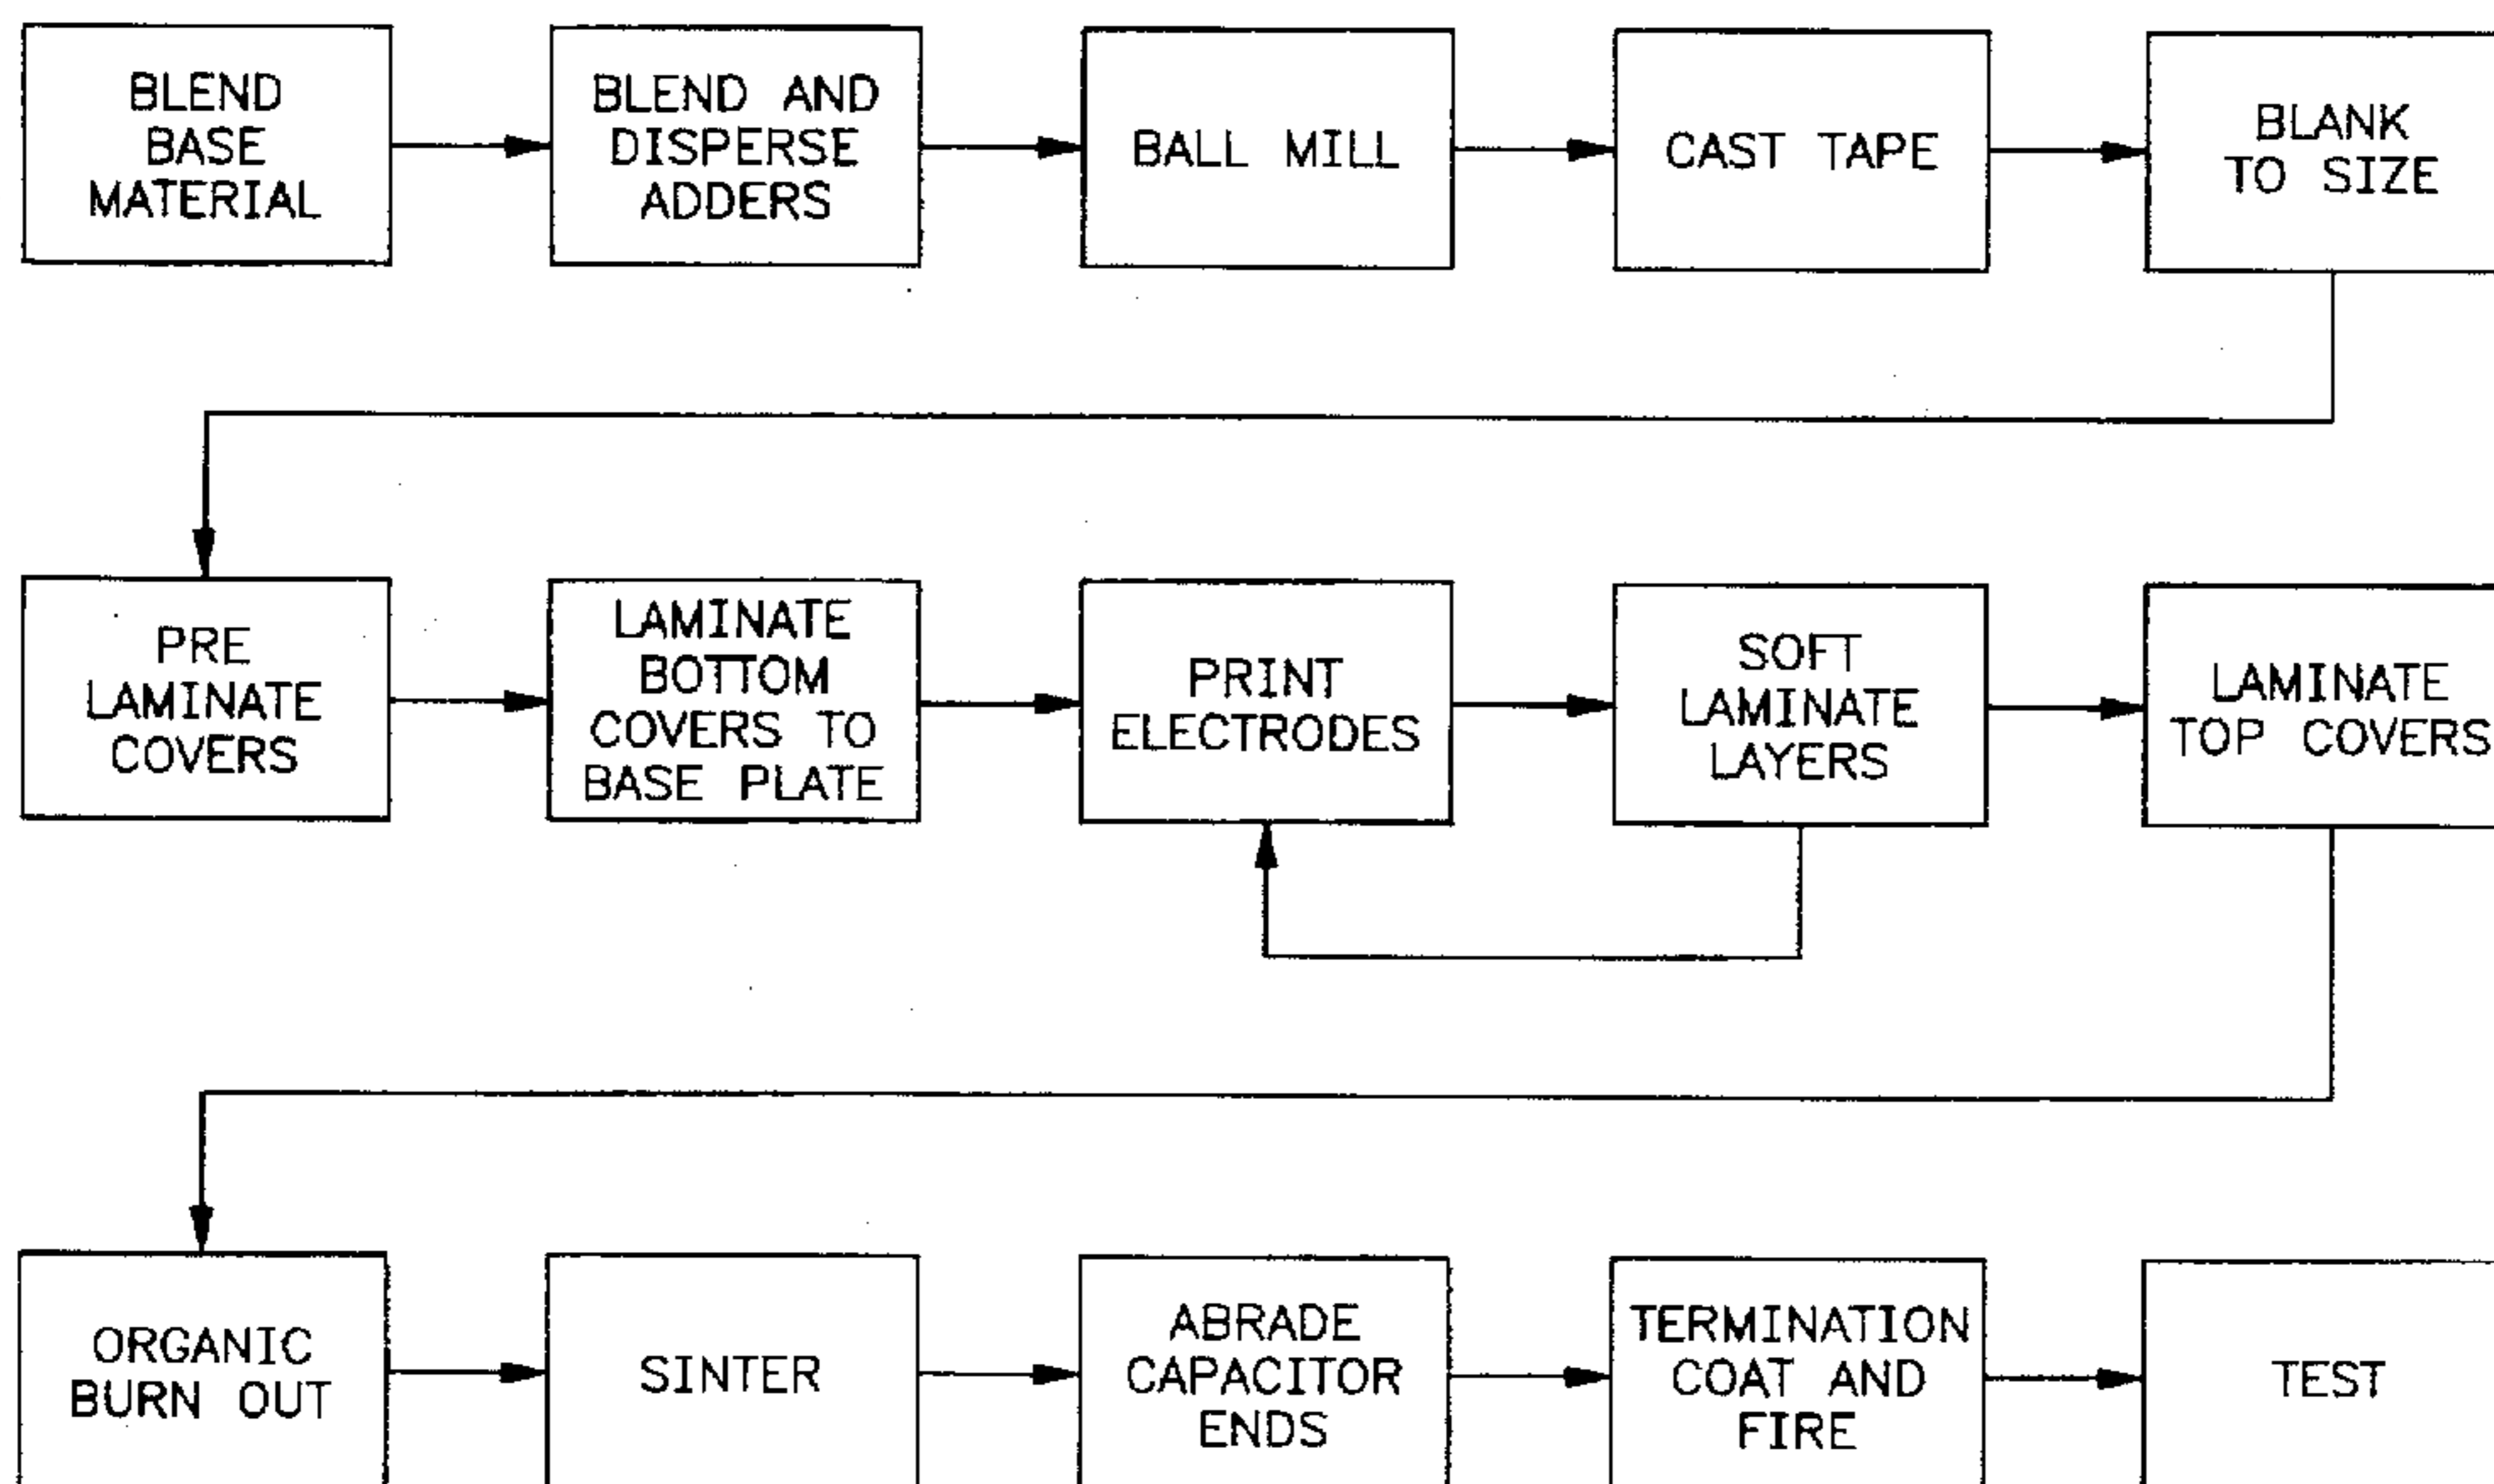 BLEND
BASE
MATERIAL
BLEND AND
DISPERSE
ADDERS
BALL MILL
CAST TAPE
BLANK
TO SIZE
PRE
LAMINATE
COVERS
LAMINATE
BOTTOM
COVERS TO
BASE PLATE
PRINT
ELECTRODES
SOFT
LAMINATE
LAYERS
LAMINATE
TOP COVERS
ORGANIC
BURN OUT
SINTER
ABRADE
CAPACITOR
ENDS
TERMINATION
COAT AND
FIRE
TEST